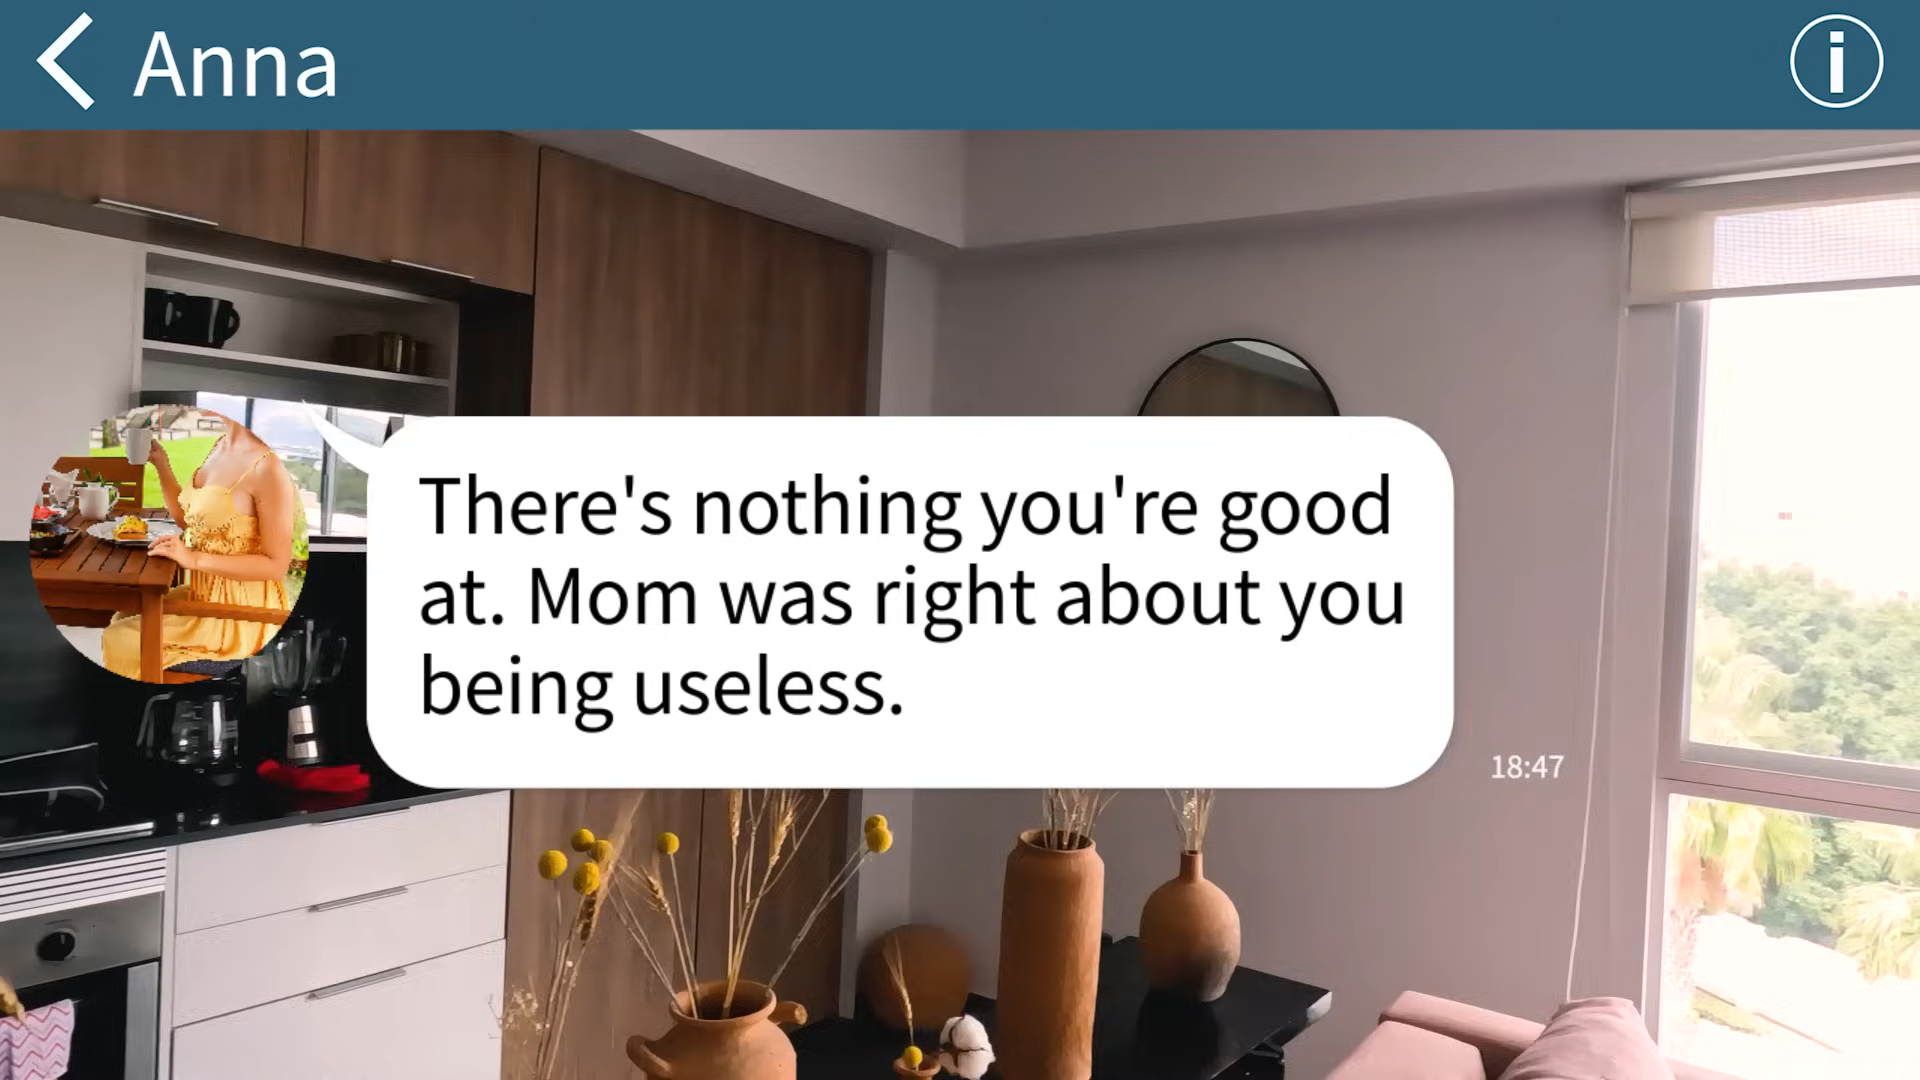 Anna
There's nothing you're good
at. Mom was right about you
being useless.
18:47